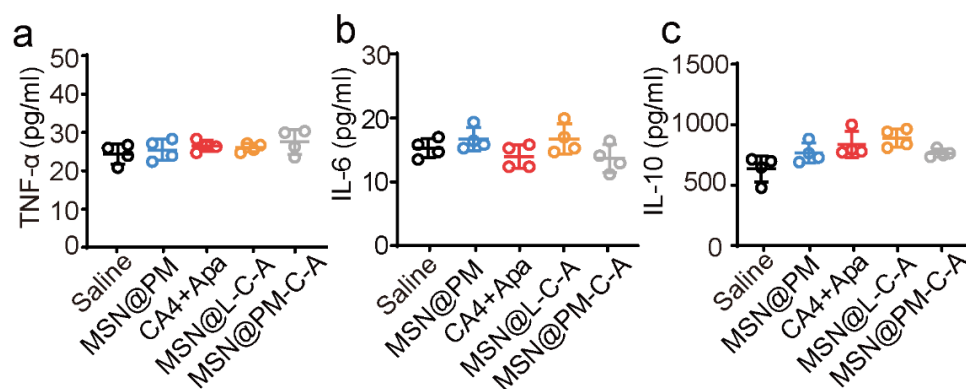 a
TNF-α (pg/ml)
50
40
30
20
10
0
Saline
MSN@PM
CA4+Apa
MSN@L-C-A
MSN@PM-C-A
b
IL-6 (pg/ml)
30
20
10
0
Saline
MSN@PM
CA4+Apa
MSN@L-C-A
MSN@PM-C-A
c
IL-10 (pg/ml)
1500
1000
500
0
Saline
MSN@PM
CA4+Apa
MSN@L-C-A
MSN@PM-C-A